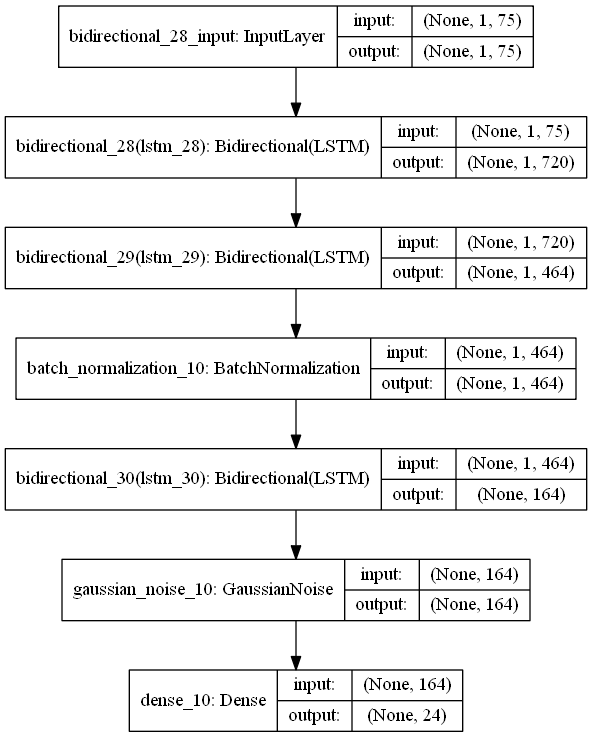 bidirectional_28_input: InputLayer
input: (None, 1, 75)
output: (None, 1, 75)
bidirectional_28(lstm_28): Bidirectional(LSTM)
input: (None, 1, 75)
output: (None, 1, 720)
bidirectional_29(lstm_29): Bidirectional(LSTM)
input: (None, 1, 720)
output: (None, 1, 464)
batch_normalization_10: BatchNormalization
input: (None, 1, 464)
output: (None, 1, 464)
bidirectional_30(lstm_30): Bidirectional(LSTM)
input: (None, 1, 464)
output: (None, 164)
gaussian_noise_10: GaussianNoise
input: (None, 164)
output: (None, 164)
dense_10: Dense
input: (None, 164)
output: (None, 24)